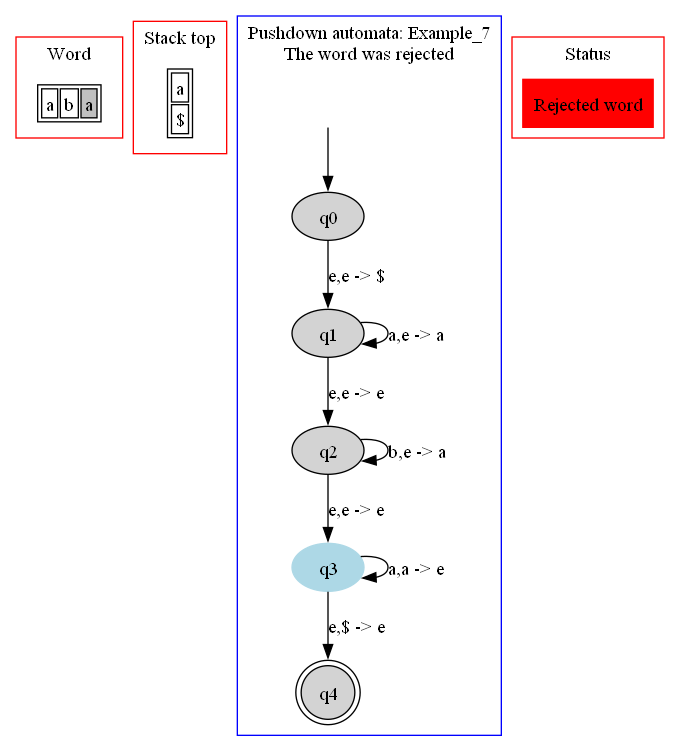 Word
a b a
Stack top
a
$
Pushdown automata: Example_7
The word was rejected
q0
e,e -> $
q1
a,e -> a
e,e -> e
q2
b,e -> a
e,e -> e
q3
a,a -> e
e,$ -> e
q4
Status
Rejected word